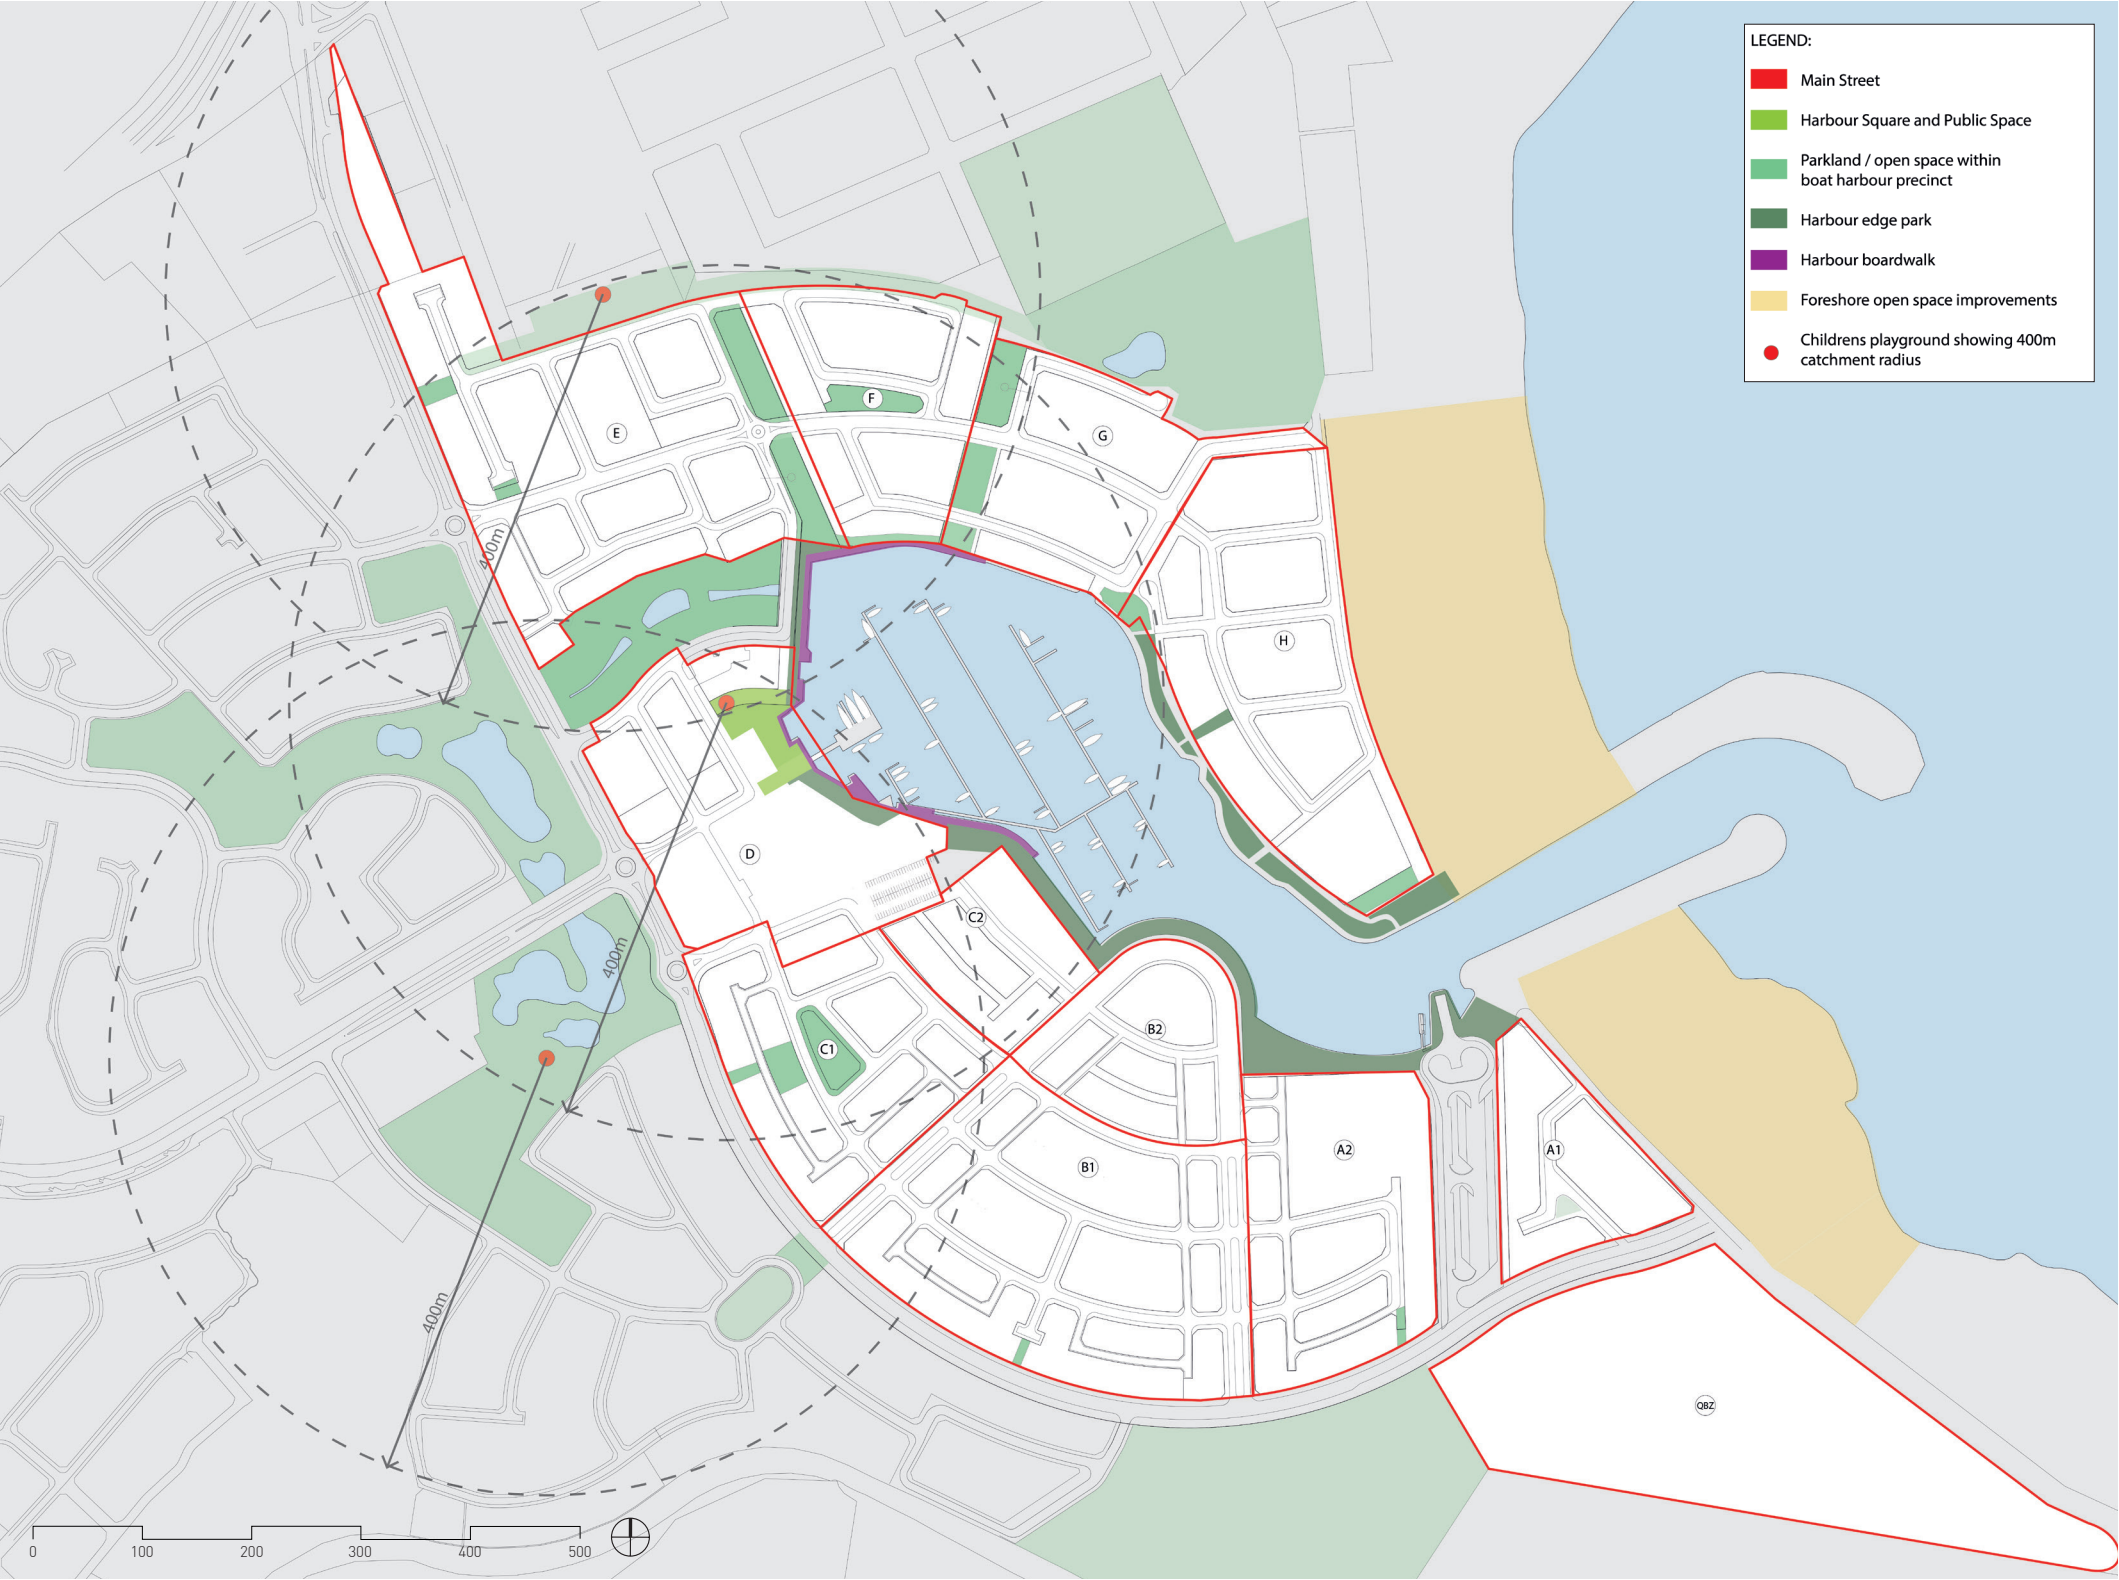 LEGEND:
Main Street
Harbour Square and Public Space
Parkland / open space within
boat harbour precinct
Harbour edge park
Harbour boardwalk
Foreshore open space improvements
Childrens playground showing 400m
catchment radius
F
E
G
400m
H
D
C2
400m
B2
C1
A2
A1
B1
400m
QBZ
0 100 200 300 400 500